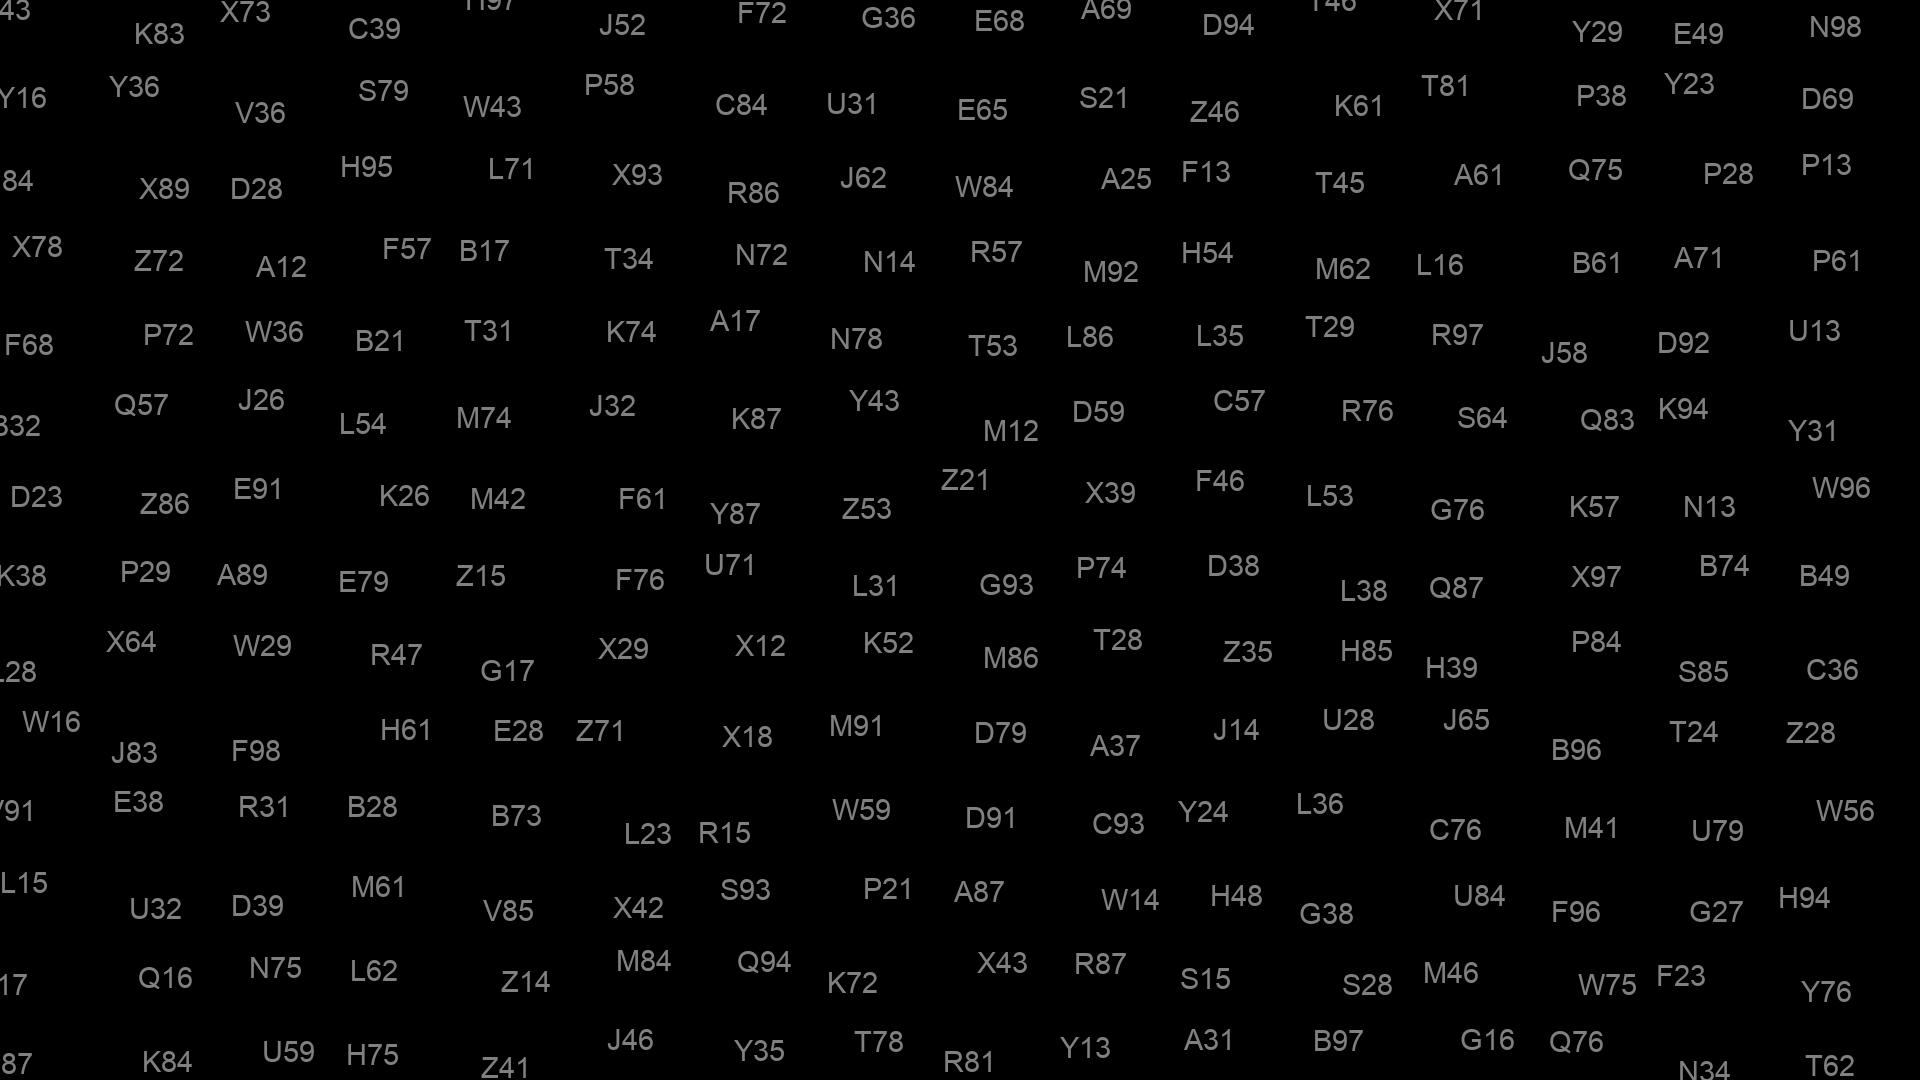 43 K83 X73 C39 H97 J52 F72 G36 E68 A69 D94 T46 X71 Y29 E49 N98
Y16 Y36 V36 S79 W43 P58 C84 U31 E65 S21 Z46 K61 T81 P38 Y23 D69
84 X89 D28 H95 L71 X93 R86 J62 W84 A25 F13 T45 A61 Q75 P28 P13
X78 Z72 A12 F57 B17 T34 N72 N14 R57 M92 H54 M62 L16 B61 A71 P61
F68 P72 W36 B21 T31 K74 A17 N78 T53 L86 L35 T29 R97 J58 D92 U13
B32 Q57 J26 L54 M74 J32 K87 Y43 M12 D59 C57 R76 S64 Q83 K94 Y31
D23 Z86 E91 K26 M42 F61 Y87 Z53 Z21 X39 F46 L53 G76 K57 N13 W96
K38 P29 A89 E79 Z15 F76 U71 L31 G93 P74 D38 L38 Q87 X97 B74 B49
L28 X64 W29 R47 G17 X29 X12 K52 M86 T28 Z35 H85 H39 P84 S85 C36
W16 J83 F98 H61 E28 Z71 X18 M91 D79 A37 J14 U28 J65 B96 T24 Z28
91 E38 R31 B28 B73 L23 R15 W59 D91 C93 Y24 L36 C76 M41 U79 W56
L15 U32 D39 M61 V85 X42 S93 P21 A87 W14 H48 G38 U84 F96 G27 H94
17 Q16 N75 L62 Z14 M84 Q94 K72 X43 R87 S15 S28 M46 W75 F23 Y76
87 K84 U59 H75 Z41 J46 Y35 T78 R81 Y13 A31 B97 G16 Q76 N34 T62